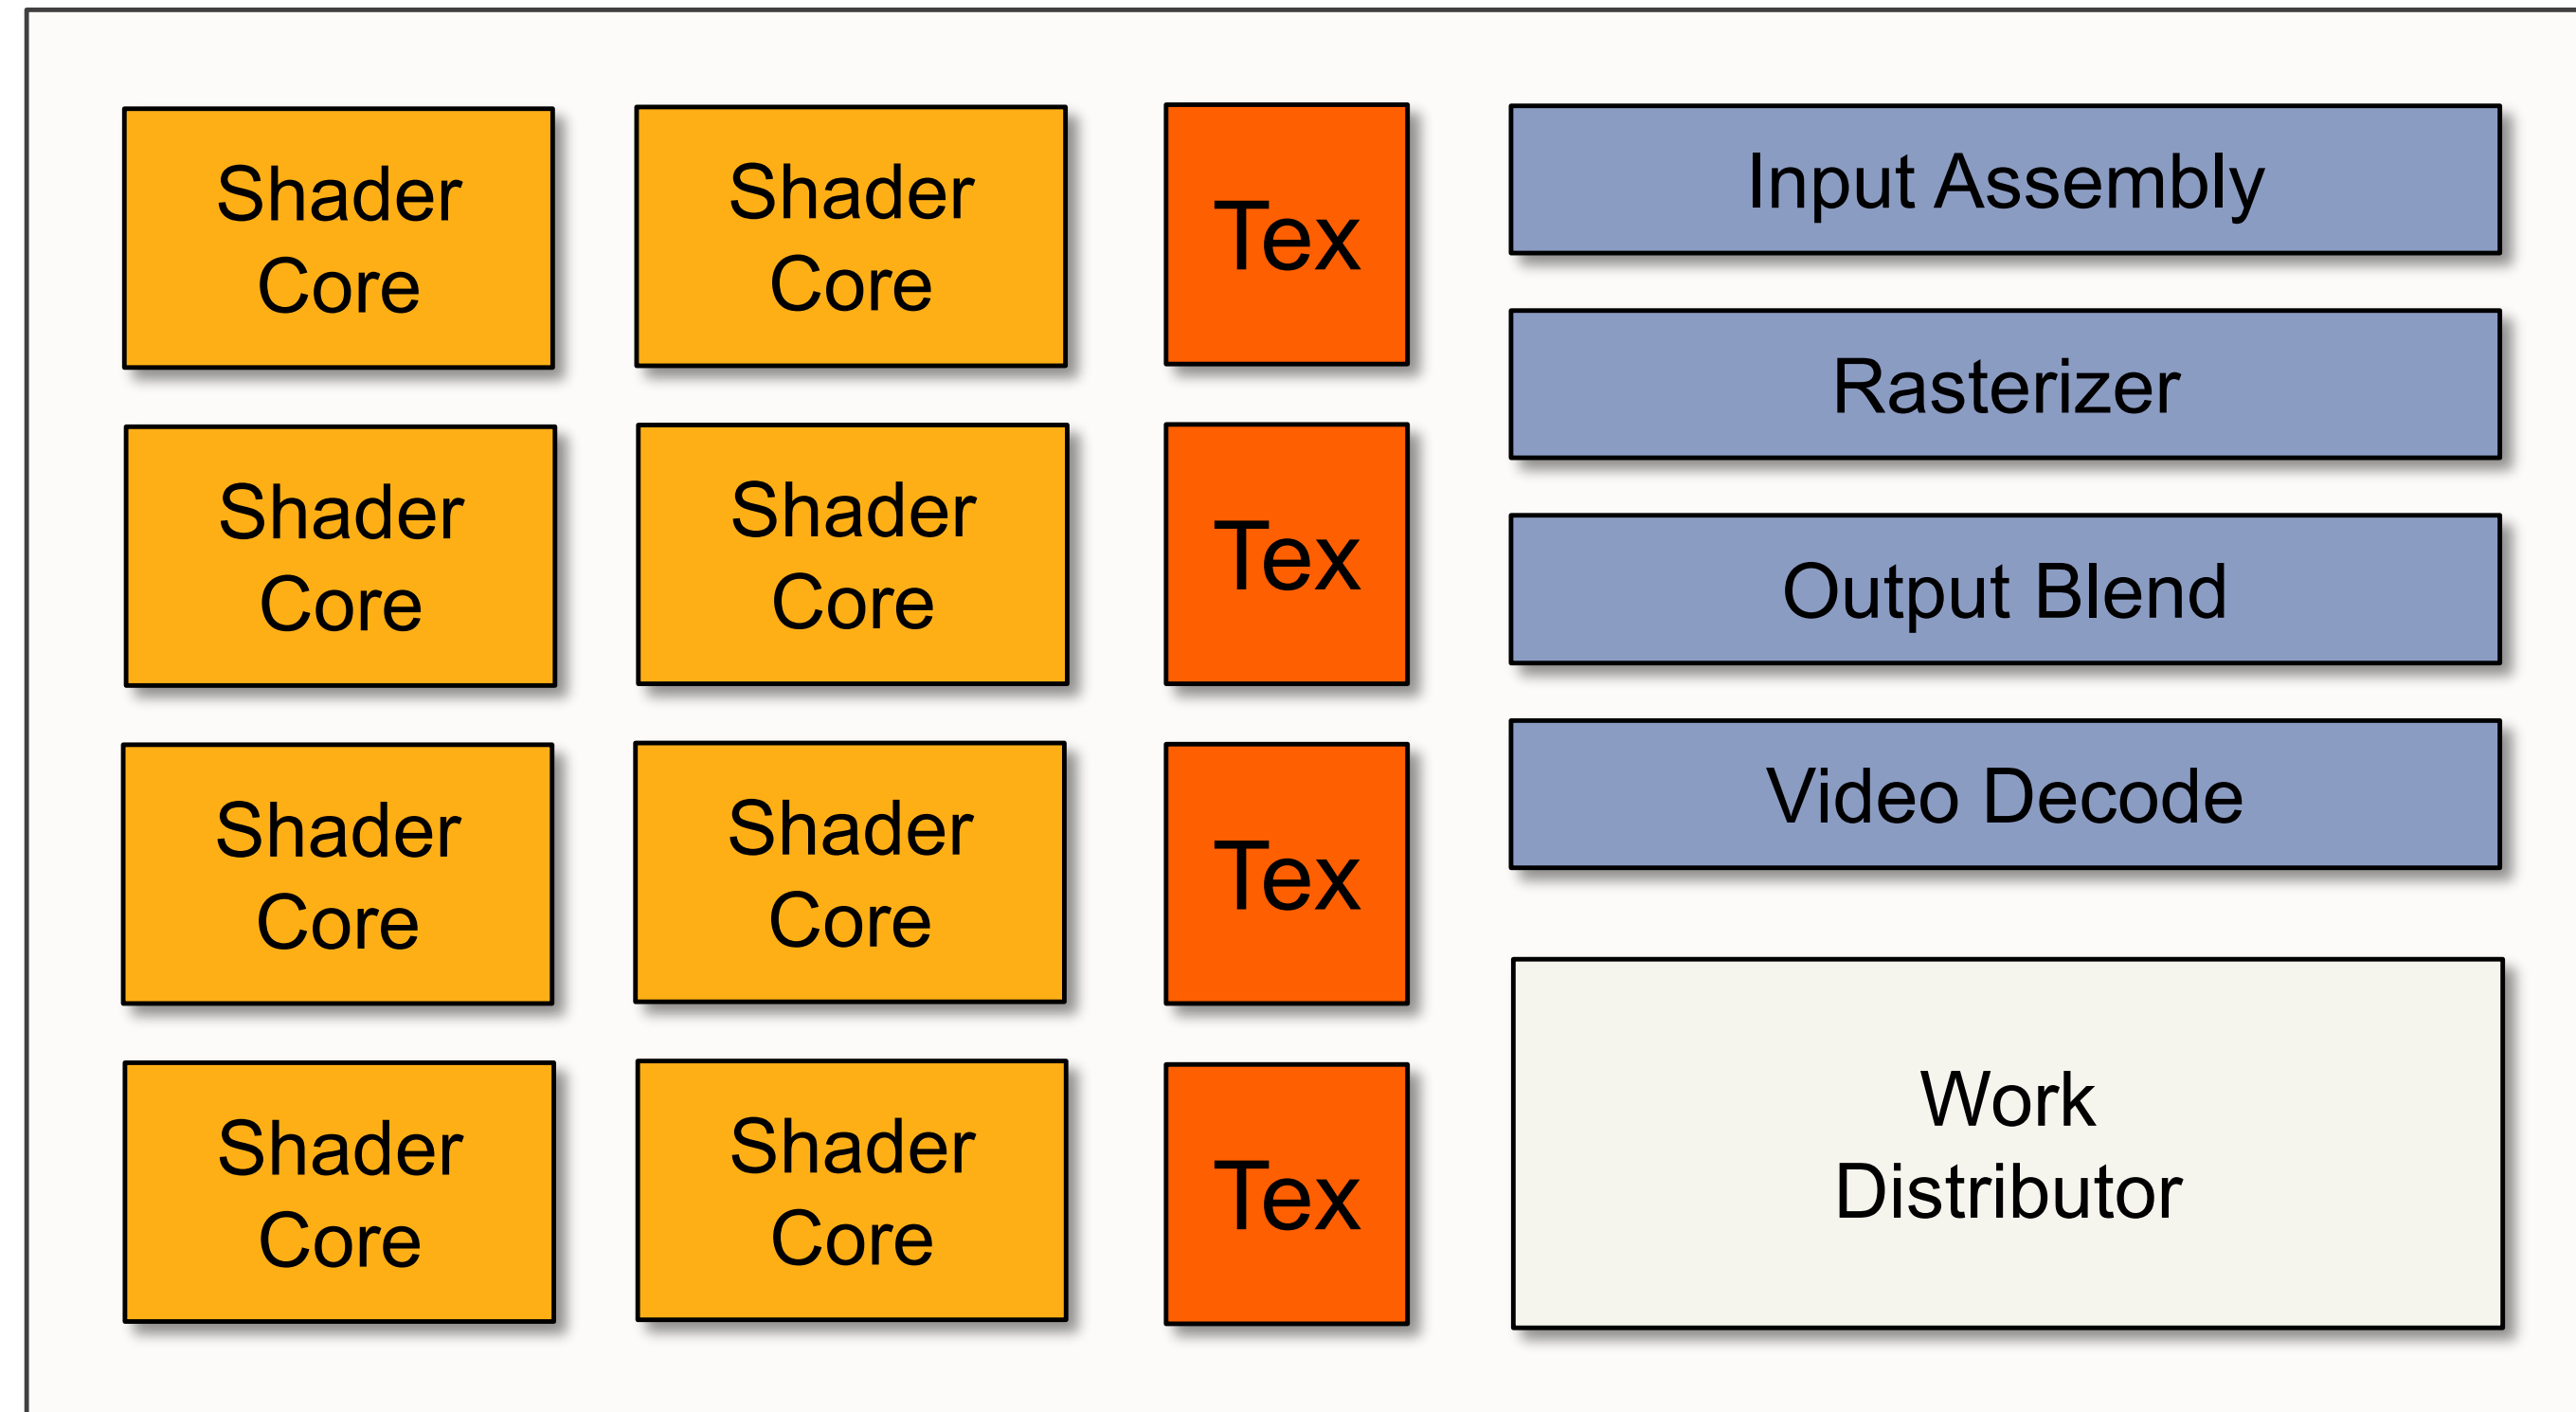 Shader
Core
Shader
Core
Tex
Input Assembly
Rasterizer
Shader
Core
Shader
Core
Tex
Output Blend
Video Decode
Shader
Core
Shader
Core
Tex
Work
Distributor
Shader
Core
Shader
Core
Tex